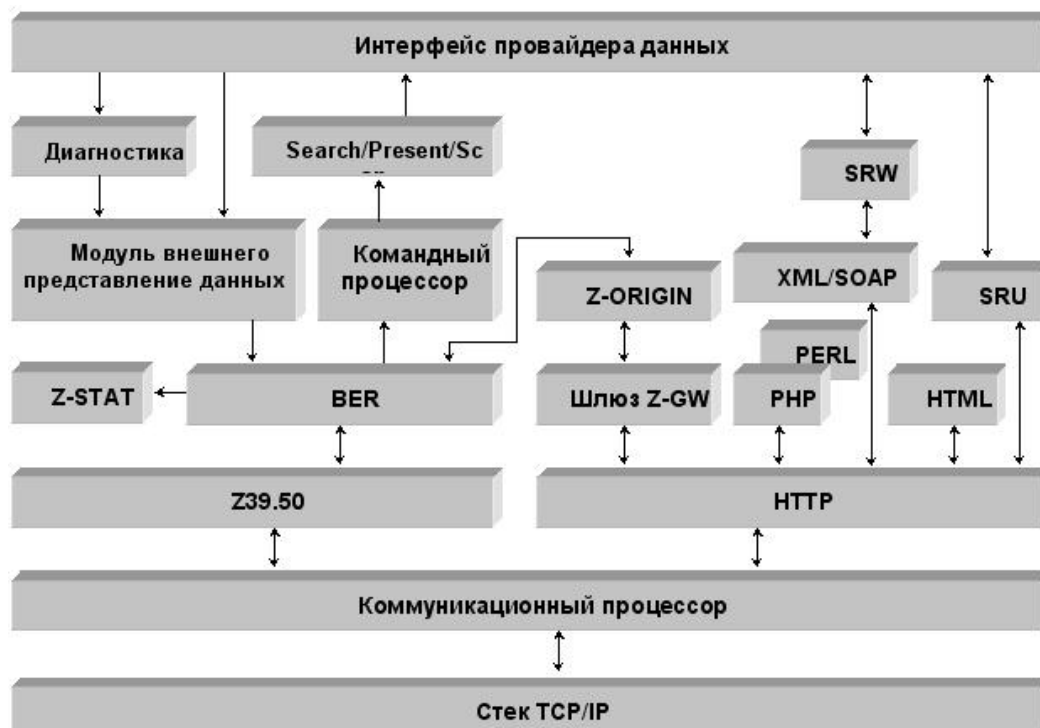 Интерфейс провайдера данных
Диагностика
Search/Present/Sc
SRW
Модуль внешнего
представление данных
Командный
процессор
Z-ORIGIN
XML/SOAP
SRU
PERL
Z-STAT
BER
Шлюз Z-GW
PHP
HTML
Z39.50
HTTP
Коммуникационный процессор
Стек TCP/IP